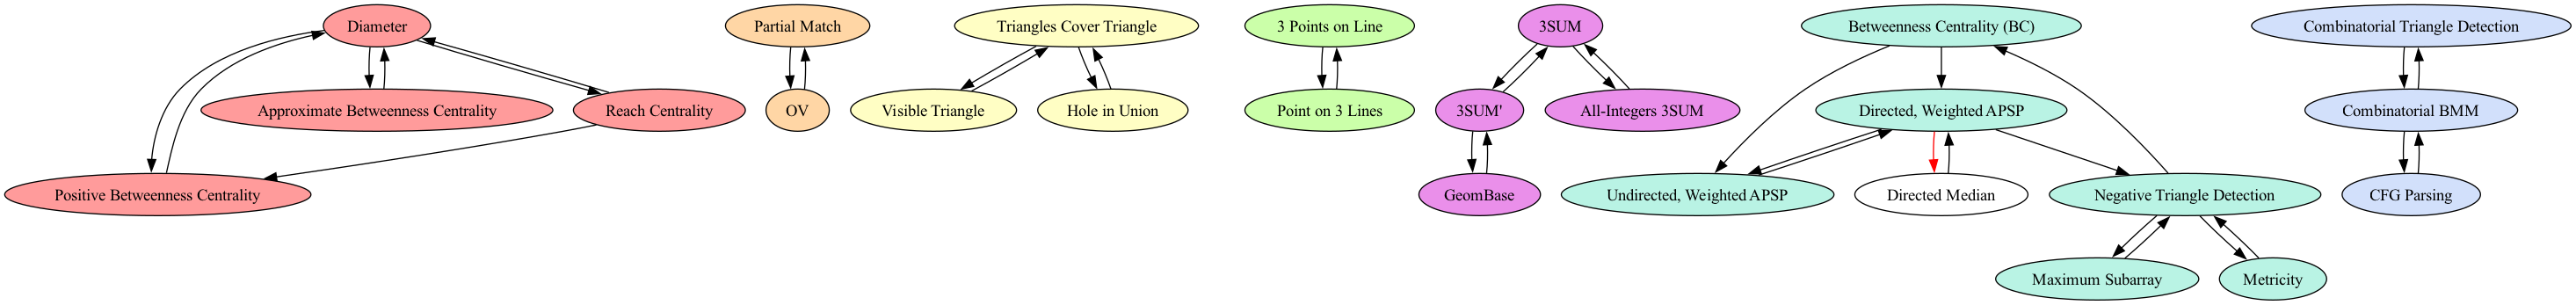 Diameter
Partial Match
Triangles Cover Triangle
3 Points on Line
3SUM
Betweenness Centrality (BC)
Combinatorial Triangle Detection
Approximate Betweenness Centrality
Reach Centrality
OV
Visible Triangle
Hole in Union
Point on 3 Lines
3SUM'
All-Integers 3SUM
Directed, Weighted APSP
Combinatorial BMM
Positive Betweenness Centrality
GeomBase
Undirected, Weighted APSP
Directed Median
Negative Triangle Detection
CFG Parsing
Maximum Subarray
Metricity